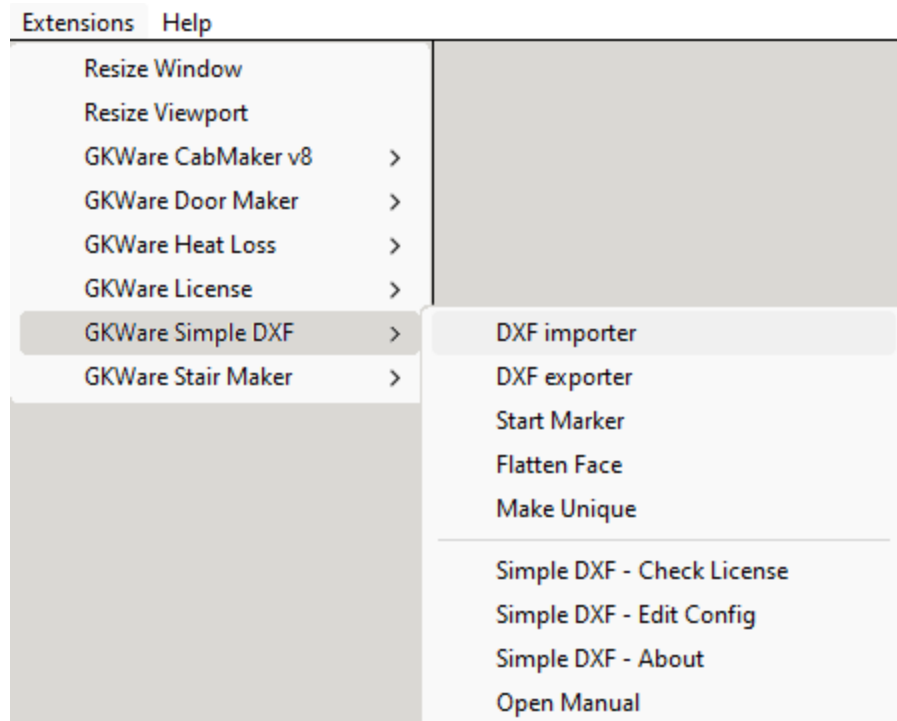 Extensions Help
Resize Window
Resize Viewport
GKWare CabMaker v8
GKWare Door Maker
GKWare Heat Loss
GKWare License
GKWare Simple DXF
GKWare Stair Maker
DXF importer
DXF exporter
Start Marker
Flatten Face
Make Unique
Simple DXF - Check License
Simple DXF - Edit Config
Simple DXF - About
Open Manual